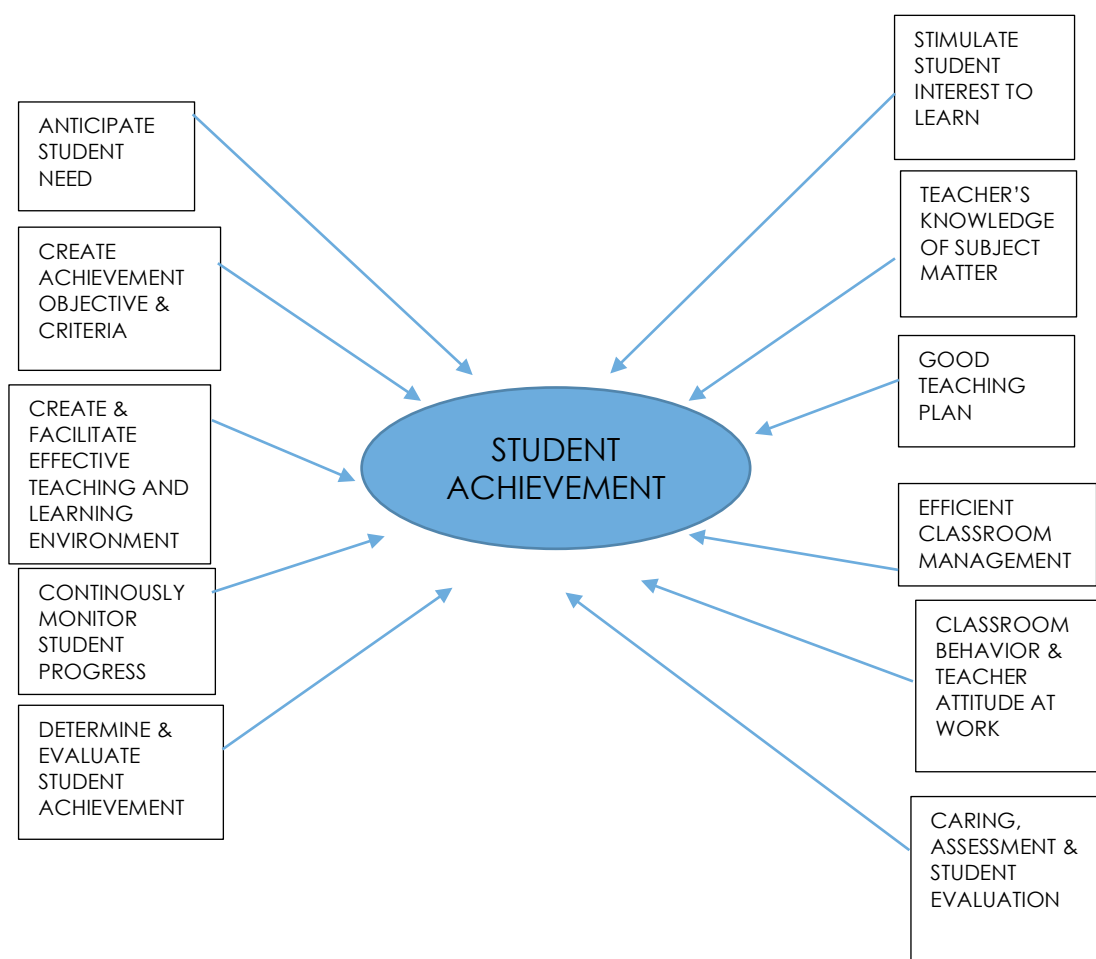 ANTICIPATE
STUDENT
NEED
CREATE
ACHIEVEMENT
OBJECTIVE &
CRITERIA
CREATE &
FACILITATE
EFFECTIVE
TEACHING AND
LEARNING
ENVIRONMENT
CONTINOUSLY
MONITOR
STUDENT
PROGRESS
DETERMINE &
EVALUATE
STUDENT
ACHIEVEMENT
STUDENT
ACHIEVEMENT
STIMULATE
STUDENT
INTEREST TO
LEARN
TEACHER’S
KNOWLEDGE
OF SUBJECT
MATTER
GOOD
TEACHING
PLAN
EFFICIENT
CLASSROOM
MANAGEMENT
CLASSROOM
BEHAVIOR &
TEACHER
ATTITUDE AT
WORK
CARING,
ASSESSMENT &
STUDENT
EVALUATION